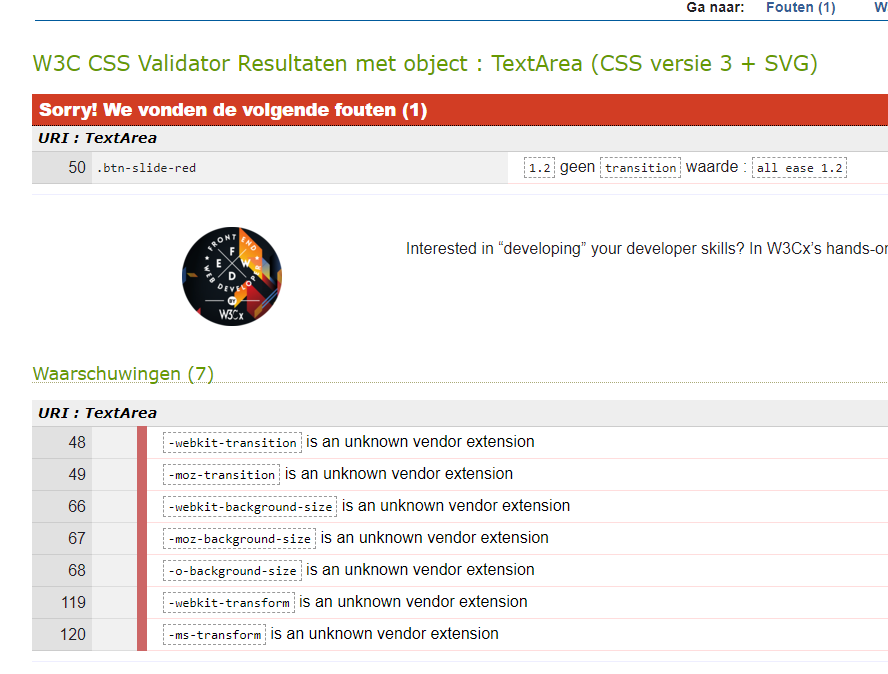 Ga naar: Fouten (1) W
W3C CSS Validator Resultaten met object : TextArea (CSS versie 3 + SVG)
Sorry! We vonden de volgende fouten (1)
URI : TextArea
50 .btn-slide-red 1.2 geen transition waarde : all ease 1.2
FRONT END
F
E W
D
WEB DEVELOPER
BY
W3Cx
Interested in “developing” your developer skills? In W3Cx’s hands-on
Waarschuwingen (7)
URI : TextArea
48 -webkit-transition is an unknown vendor extension
49 -moz-transition is an unknown vendor extension
66 -webkit-background-size is an unknown vendor extension
67 -moz-background-size is an unknown vendor extension
68 -o-background-size is an unknown vendor extension
119 -webkit-transform is an unknown vendor extension
120 -ms-transform is an unknown vendor extension